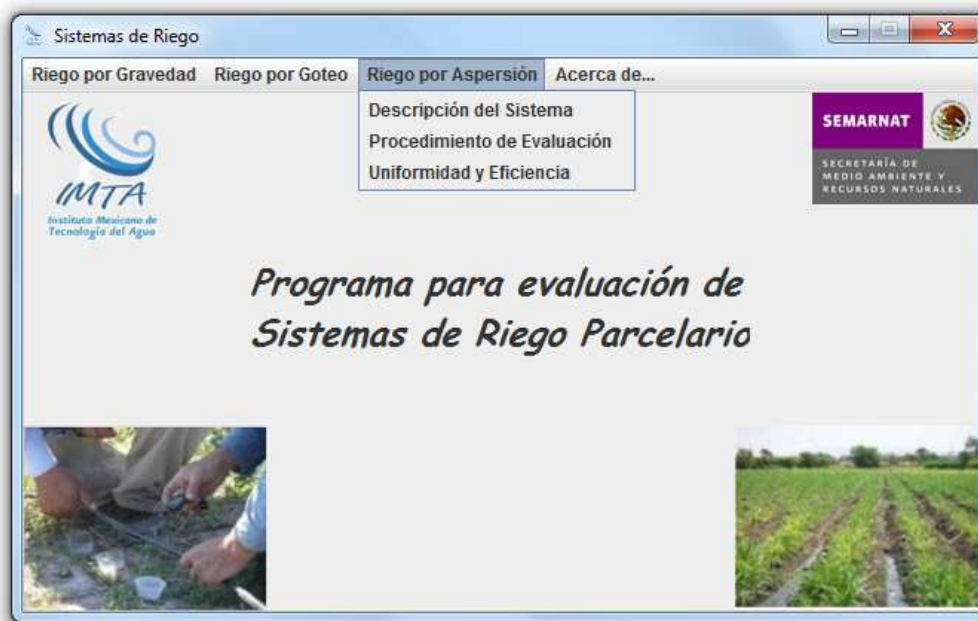 Sistemas de Riego
Riego por Gravedad Riego por Goteo Riego por Aspersión Acerca de...
Descripción del Sistema
Procedimiento de Evaluación
Uniformidad y Eficiencia
IMTA
Instituto Mexicano de
Tecnología del Agua
SEMARNAT
SECRETARÍA DE
MEDIO AMBIENTE Y
RECURSOS NATURALES
Programa para evaluación de
Sistemas de Riego Parcelario